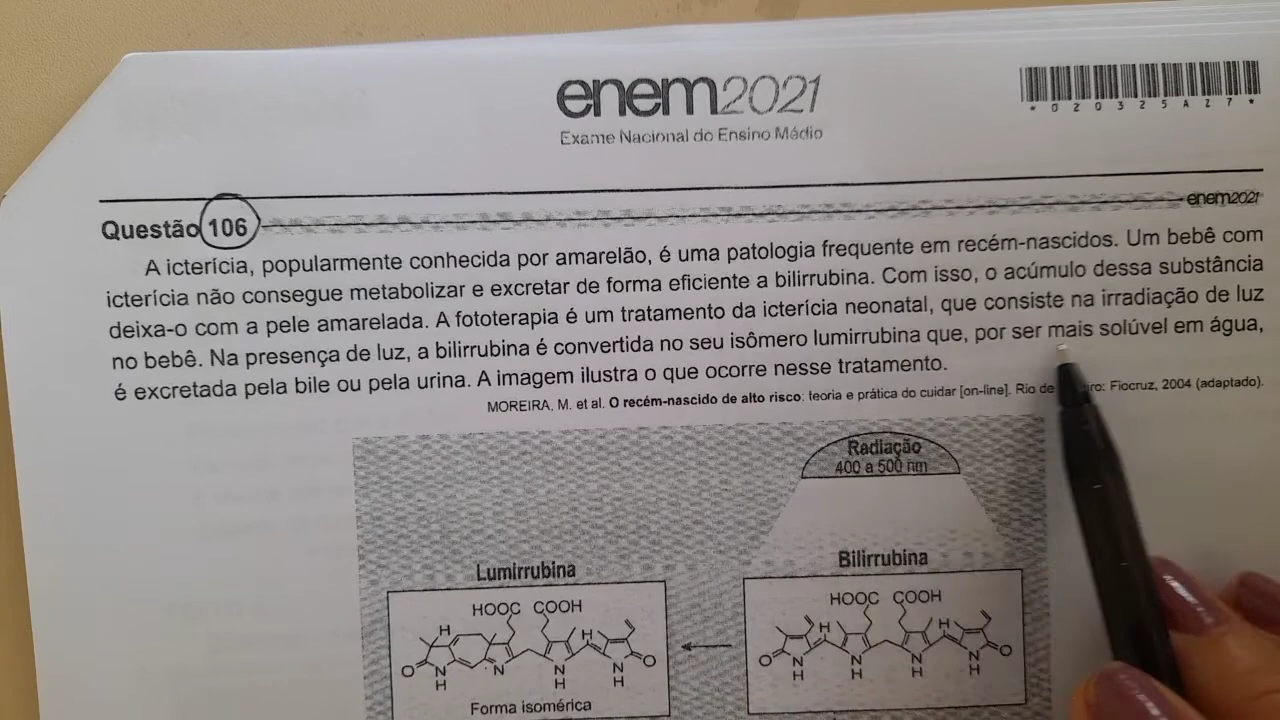 enem2021
Exame Nacional do Ensino Médio
*020325AZ7*
enem2021
Questão 106
A icterícia, popularmente conhecida por amarelão, é uma patologia frequente em recém-nascidos. Um bebê com
icterícia não consegue metabolizar e excretar de forma eficiente a bilirrubina. Com isso, o acúmulo dessa substância
deixa-o com a pele amarelada. A fototerapia é um tratamento da icterícia neonatal, que consiste na irradiação de luz
no bebê. Na presença de luz, a bilirrubina é convertida no seu isômero lumirrubina que, por ser mais solúvel em água,
é excretada pela bile ou pela urina. A imagem ilustra o que ocorre nesse tratamento.
MOREIRA, M. et al. O recém-nascido de alto risco: teoria e prática do cuidar [on-line]. Rio de : Fiocruz, 2004 (adaptado).
Radiação
400 a 500 nm
Lumirrubina
Bilirrubina
HOOC COOH
HOOC COOH
H H
H H
O N H N N H N H O
O N H N H N H N H O
Forma isomérica